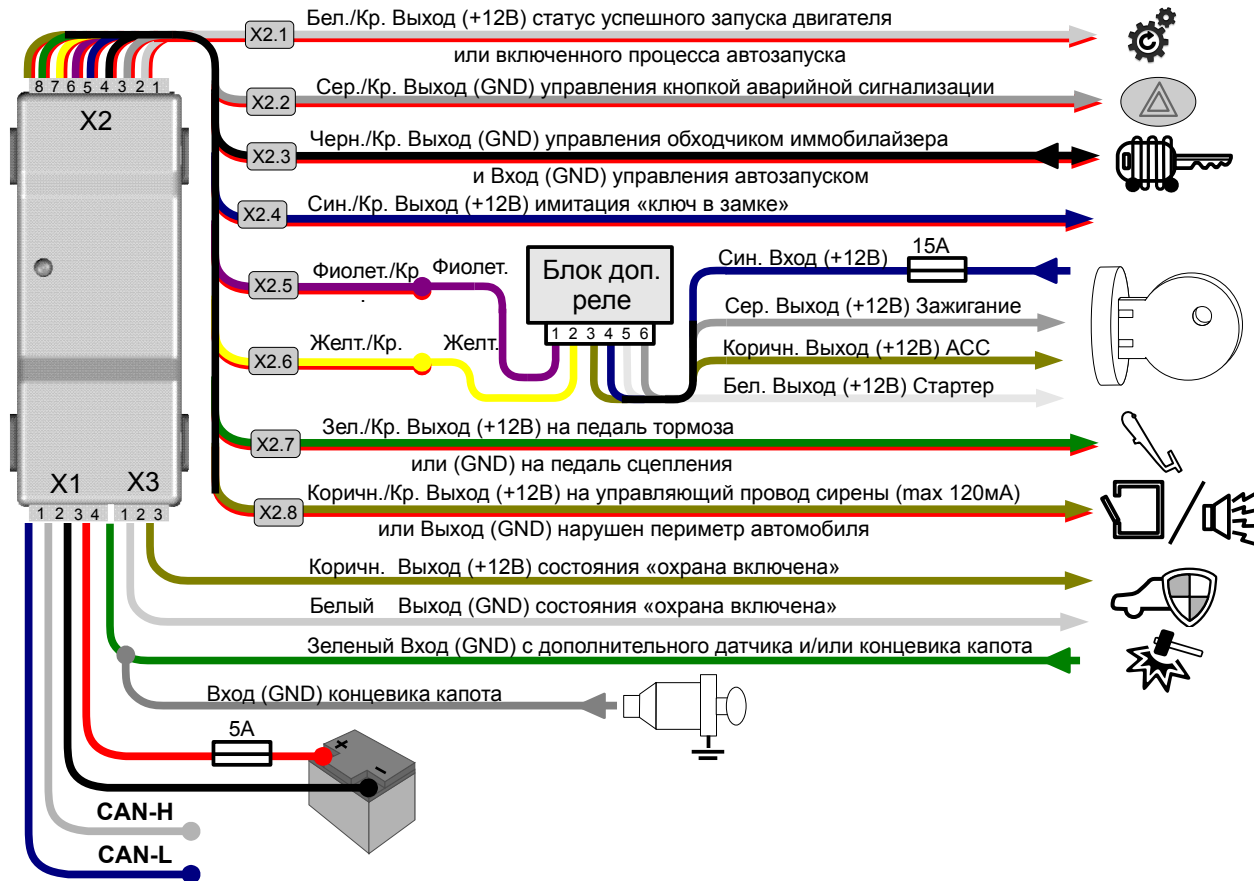 X2.1
Бел./Кр. Выход (+12В) статус успешного запуска двигателя
или включенного процесса автозапуска
8 7 6 5 4 3 2 1
X2
X2.2
Сер./Кр. Выход (GND) управления кнопкой аварийной сигнализации
X2.3
Черн./Кр. Выход (GND) управления обходчиком иммобилайзера
и Вход (GND) управления автозапуском
X2.4
Син./Кр. Выход (+12В) имитация «ключ в замке»
X2.5
Фиолет./Кр
.
Фиолет.
Блок доп.
реле
1 2 3 4 5 6
Син. Вход (+12В)
15А
Сер. Выход (+12В) Зажигание
X2.6
Желт./Кр.
Желт.
Коричн. Выход (+12В) АСС
Бел. Выход (+12В) Стартер
X2.7
Зел./Кр. Выход (+12В) на педаль тормоза
или (GND) на педаль сцепления
X1
X3
1 2 3 4
1 2 3
X2.8
Коричн./Кр. Выход (+12В) на управляющий провод сирены (max 120мА)
или Выход (GND) нарушен периметр автомобиля
Коричн. Выход (+12В) состояния «охрана включена»
Белый Выход (GND) состояния «охрана включена»
Зеленый Вход (GND) с дополнительного датчика и/или концевика капота
Вход (GND) концевика капота
5А
+
-
CAN-H
CAN-L